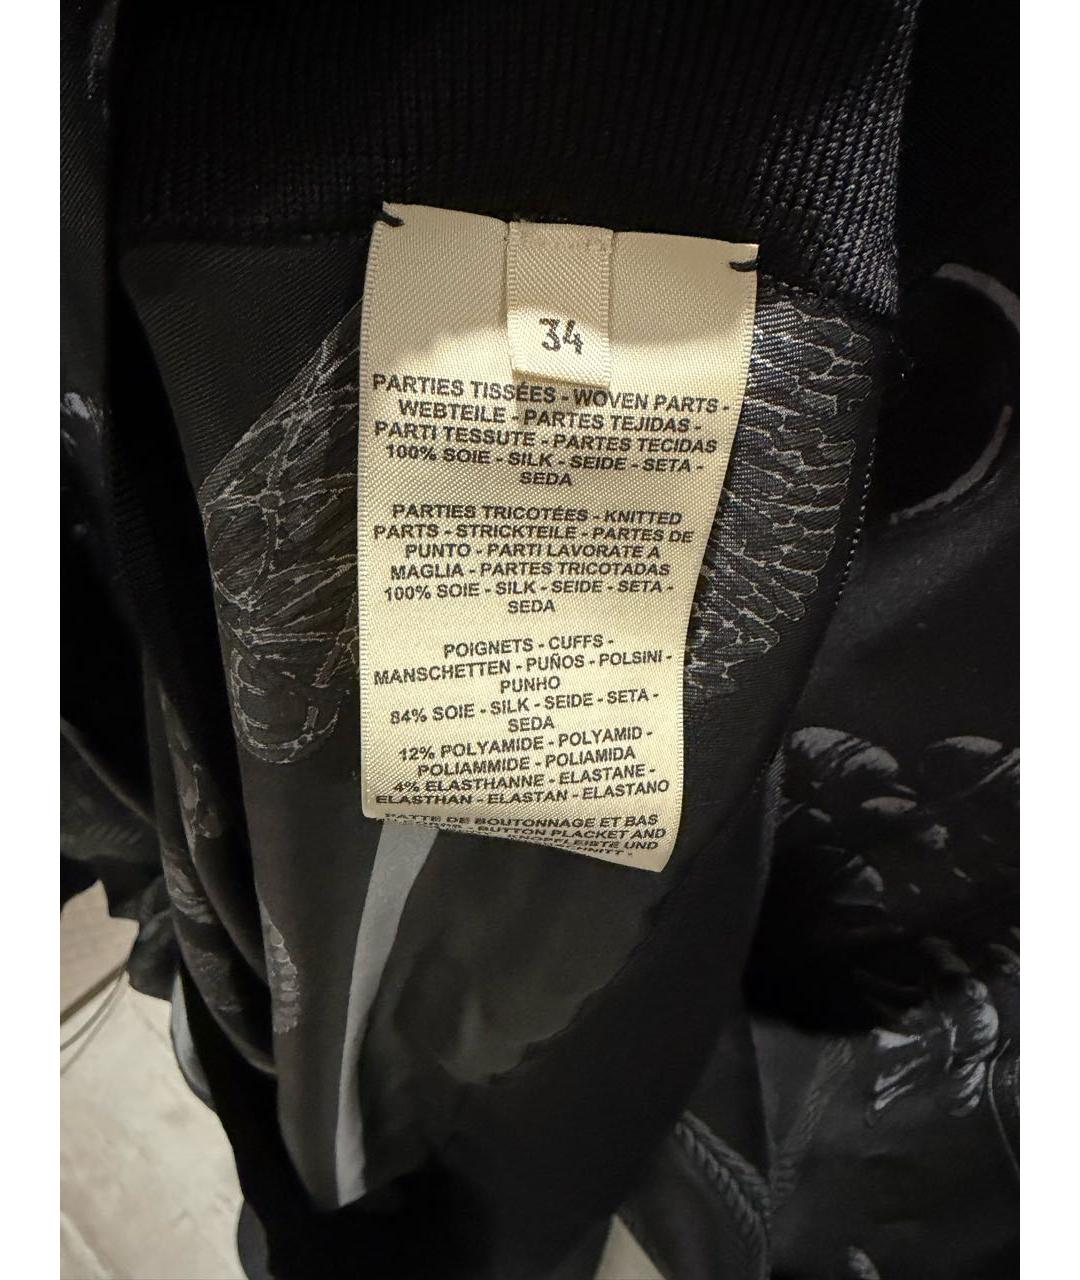 34
PARTIES TISSÉES - WOVEN PARTS -
WEBTEILE - PARTES TEJIDAS -
PARTI TESSUTE - PARTES TECIDAS
100% SOIE - SILK - SEIDE - SETA -
SEDA
PARTIES TRICOTÉES - KNITTED
PARTS - STRICKTEILE - PARTES DE
PUNTO - PARTI LAVORATE A
MAGLIA - PARTES TRICOTADAS
100% SOIE - SILK - SEIDE - SETA -
SEDA
POIGNETS - CUFFS -
MANSCHETTEN - PUÑOS - POLSINI -
PUNHO
84% SOIE - SILK - SEIDE - SETA -
SEDA
12% POLYAMIDE - POLYAMID -
POLIAMMIDE - POLIAMIDA
4% ELASTHANNE - ELASTANE -
ELASTHAN - ELASTAN - ELASTANO
PATTE DE BOUTONNAGE ET BAS
- BUTTON PLACKET AND
UND